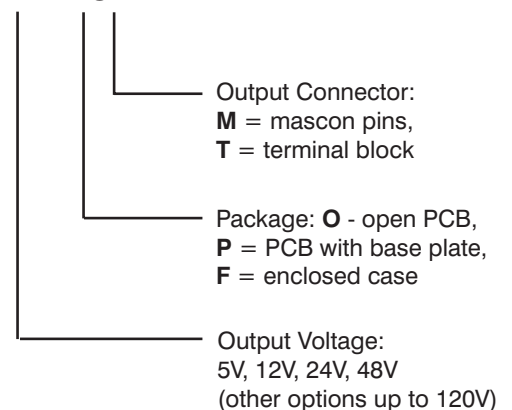 Output Connector:
M = mascon pins,
T = terminal block
Package: O - open PCB,
P = PCB with base plate,
F = enclosed case
Output Voltage:
5V, 12V, 24V, 48V
(other options up to 120V)